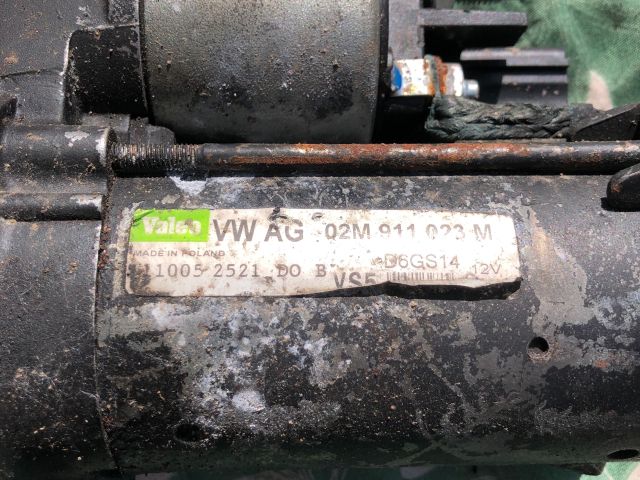 Valeo VW AG 02M 911 023 M
MADE IN POLAND D6GS14 12V
11005 2521 DO B VS5